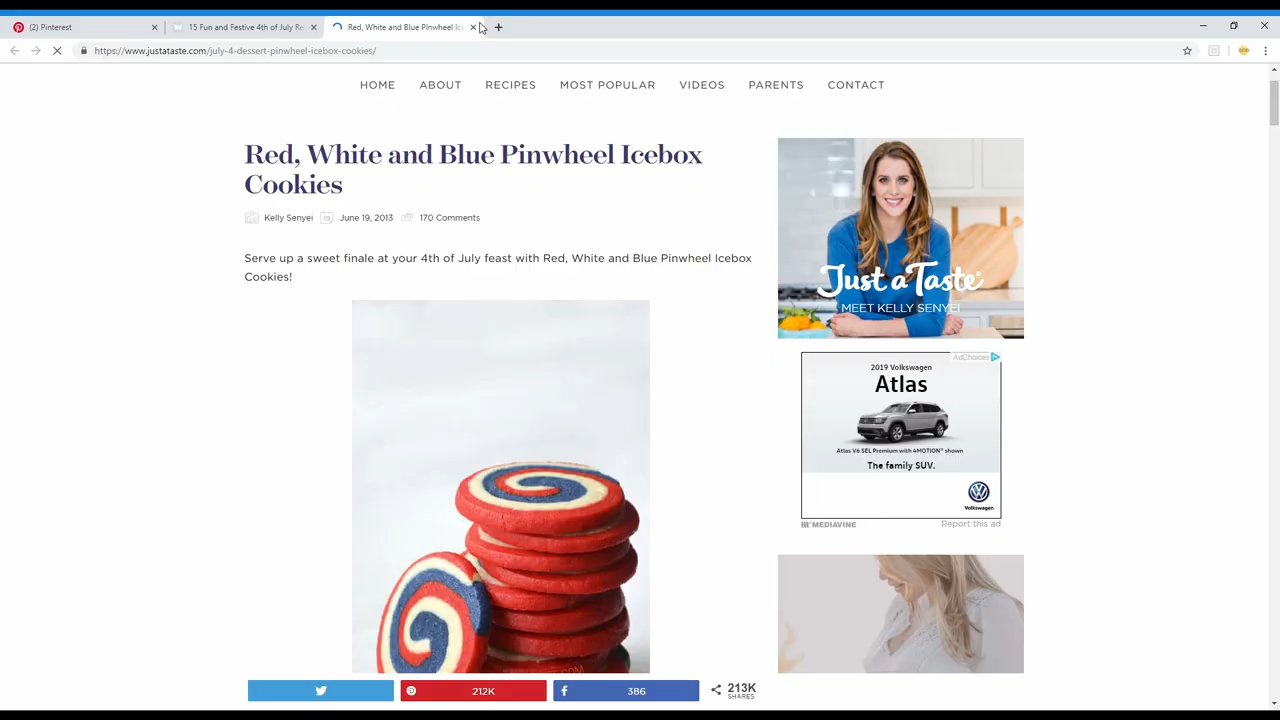 (2) Pinterest
15 Fun and Festive 4th of July Re
Red, White and Blue Pinwheel Ice
https://www.justataste.com/july-4-dessert-pinwheel-icebox-cookies/
HOME ABOUT RECIPES MOST POPULAR VIDEOS PARENTS CONTACT
Red, White and Blue Pinwheel Icebox
Cookies
Kelly Senyei June 19, 2013 170 Comments
Serve up a sweet finale at your 4th of July feast with Red, White and Blue Pinwheel Icebox
Cookies!
Just a Taste
MEET KELLY SENYEI
AdChoices
2019 Volkswagen
Atlas
Atlas V6 SEL Premium with 4MOTION® shown
The family SUV.
Volkswagen
MEDIAVINE
Report this ad
212K
386
213K
SHARES